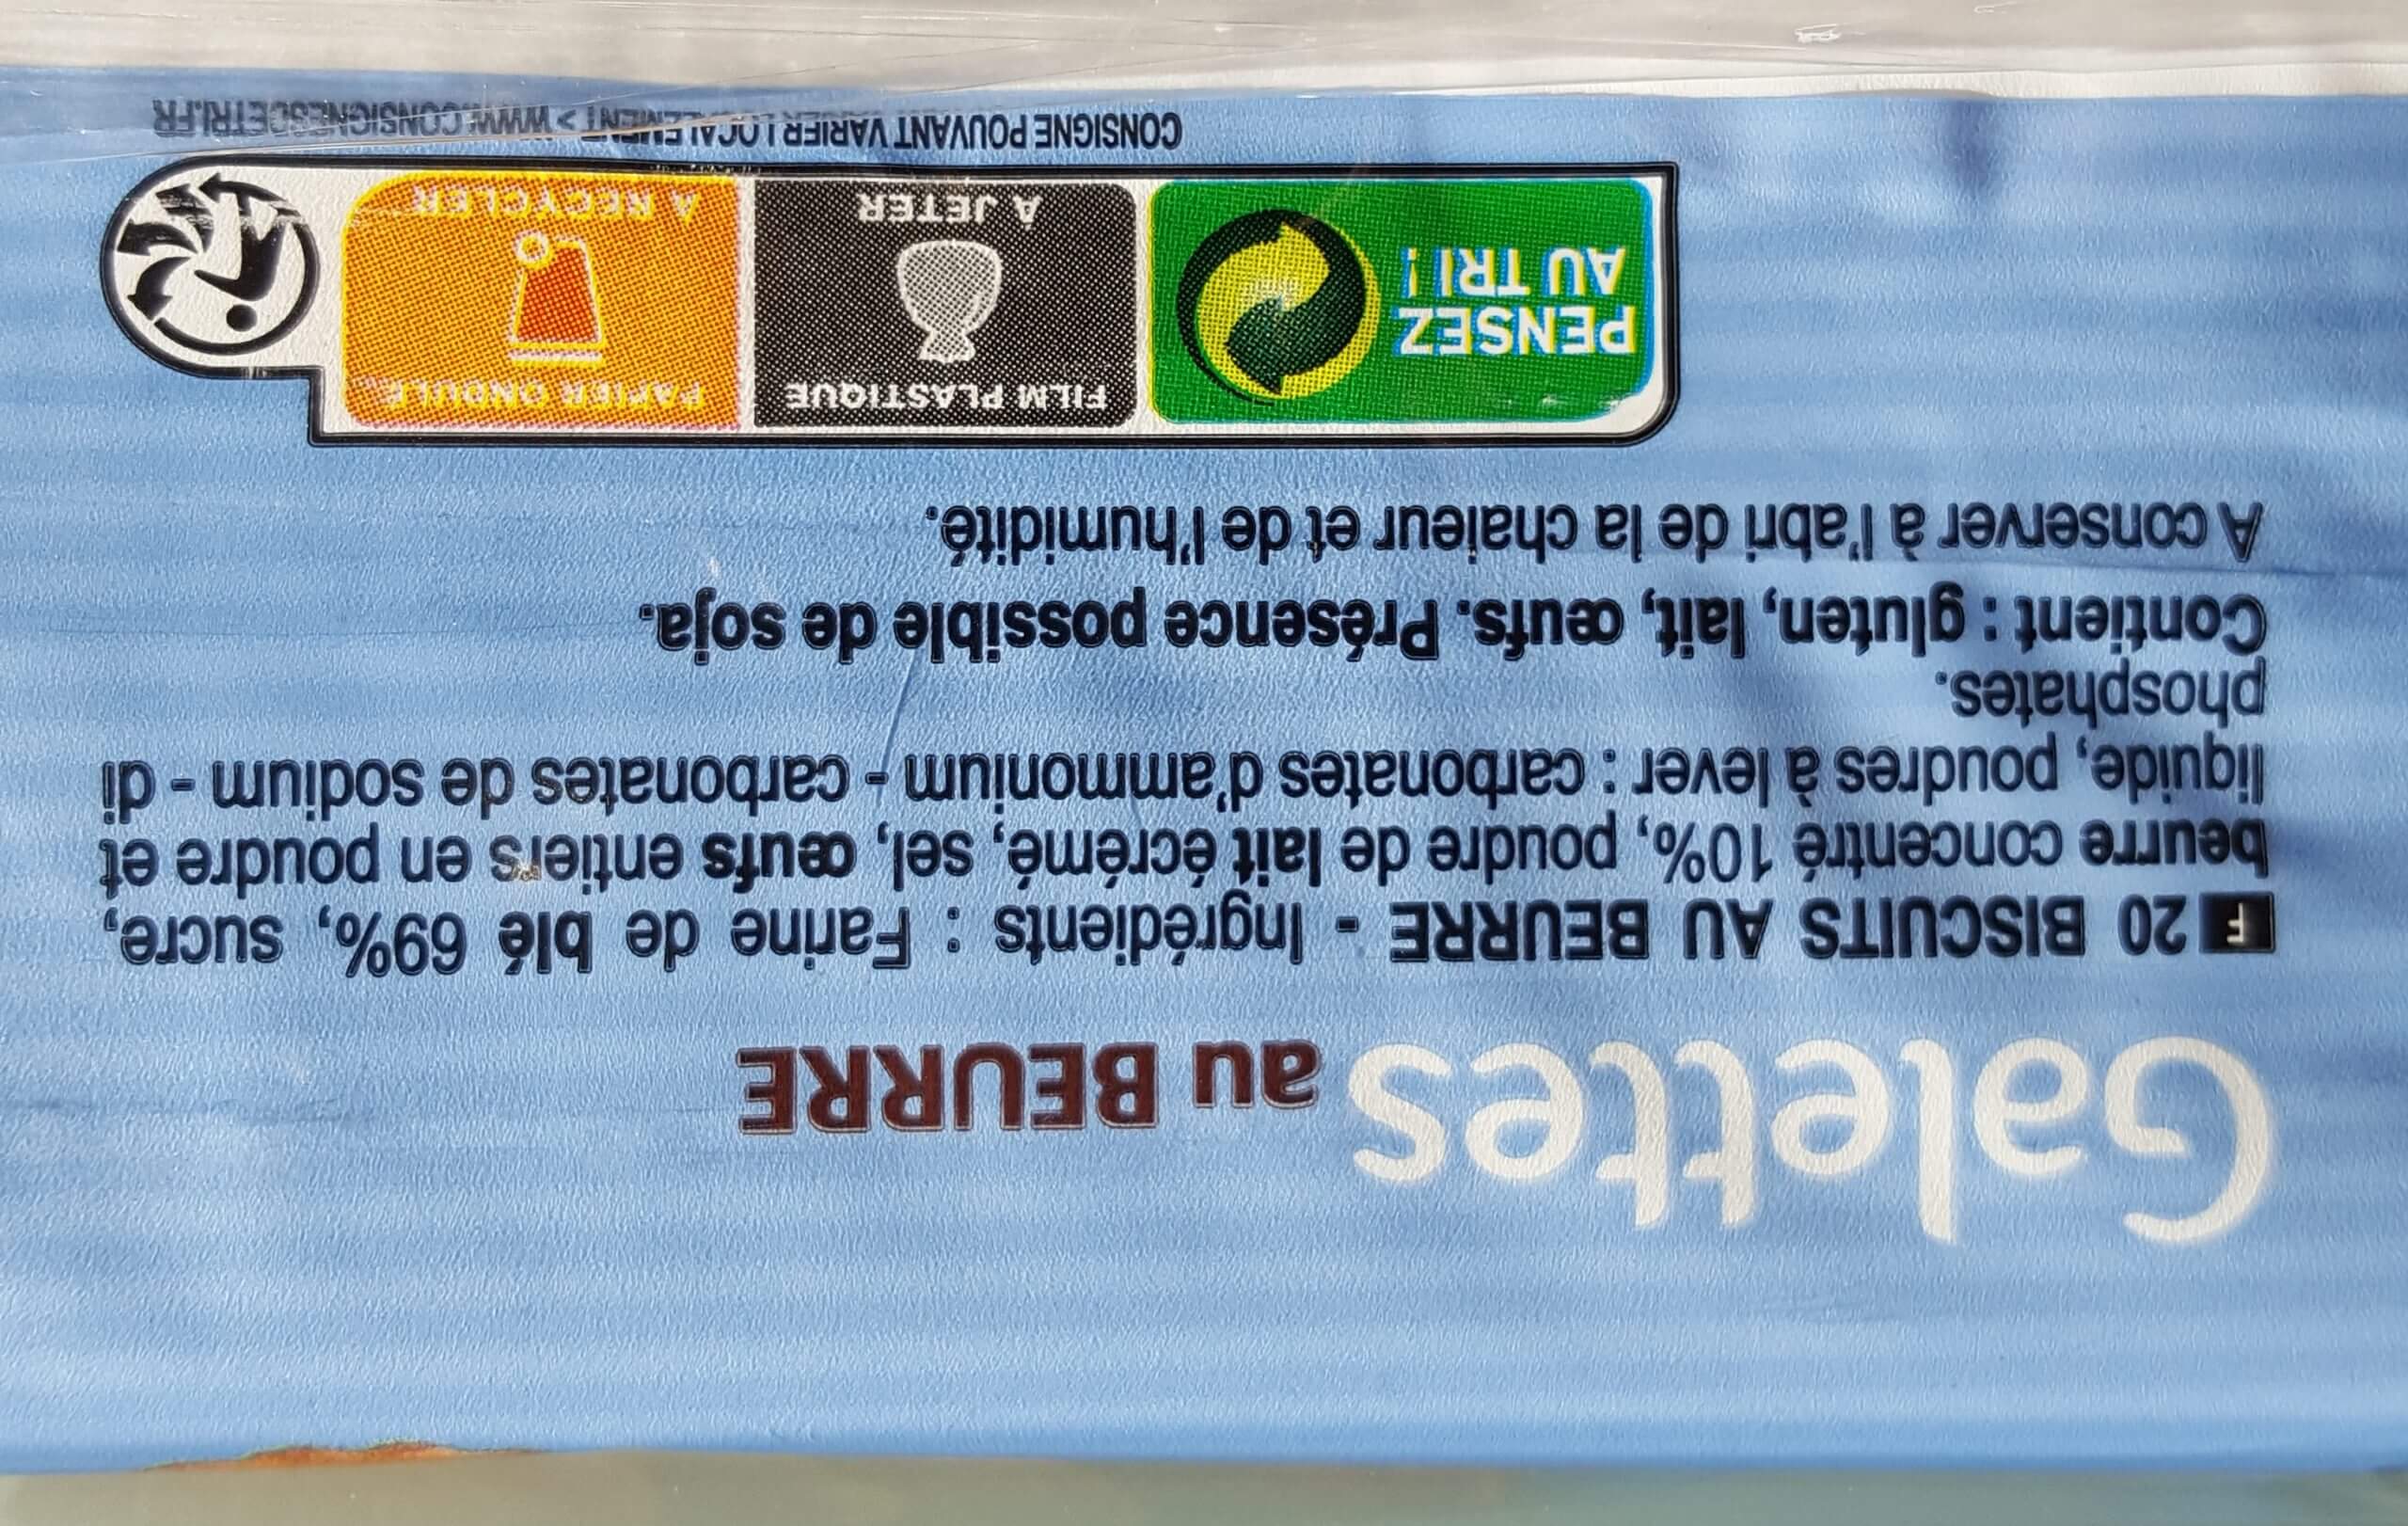 Galettes au BEURRE
F 20 BISCUITS AU BEURRE - Ingrédients : Farine de blé 69%, sucre,
beurre concentré 10%, poudre de lait écrémé, sel, œufs entiers en poudre et
liquide, poudres à lever : carbonates d'ammonium - carbonates de sodium - di
phosphates.
Contient : gluten, lait, œufs. Présence possible de soja.
A conserver à l'abri de la chaleur et de l'humidité.
PENSEZ
AU TRI !
FILM PLASTIQUE
À JETER
PAPIER ONDULÉ
À RECYCLER
CONSIGNE POUVANT VARIER LOCALEMENT > WWW.CONSIGNESDETRI.FR